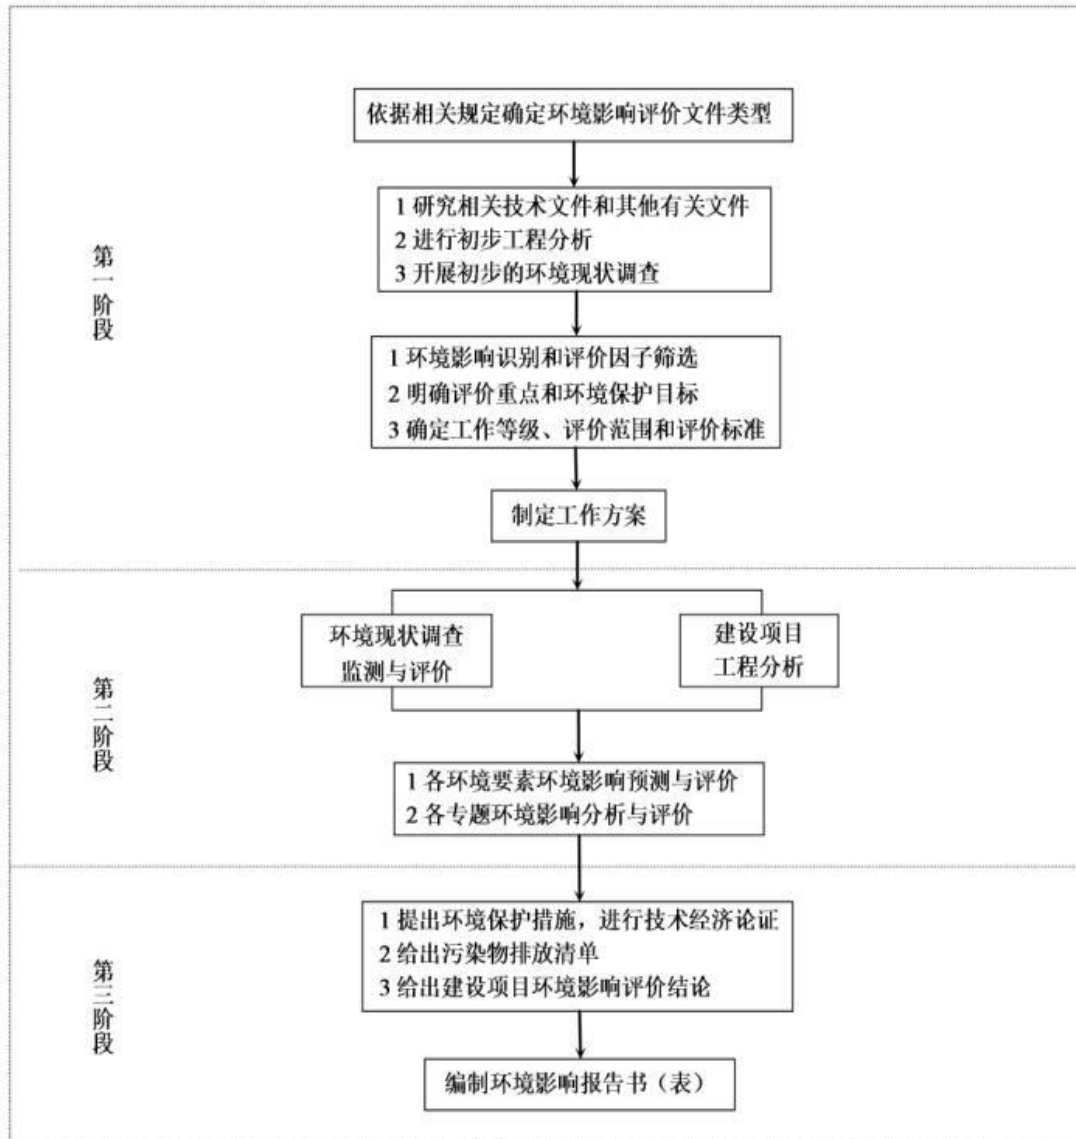 依据相关规定确定环境影响评价文件类型
1 研究相关技术文件和其他有关文件
2 进行初步工程分析
3 开展初步的环境现状调查
第一阶段
1 环境影响识别和评价因子筛选
2 明确评价重点和环境保护目标
3 确定工作等级、评价范围和评价标准
制定工作方案
环境现状调查
监测与评价
建设项目
工程分析
第二阶段
1 各环境要素环境影响预测与评价
2 各专题环境影响分析与评价
1 提出环境保护措施，进行技术经济论证
2 给出污染物排放清单
3 给出建设项目环境影响评价结论
第三阶段
编制环境影响报告书（表）